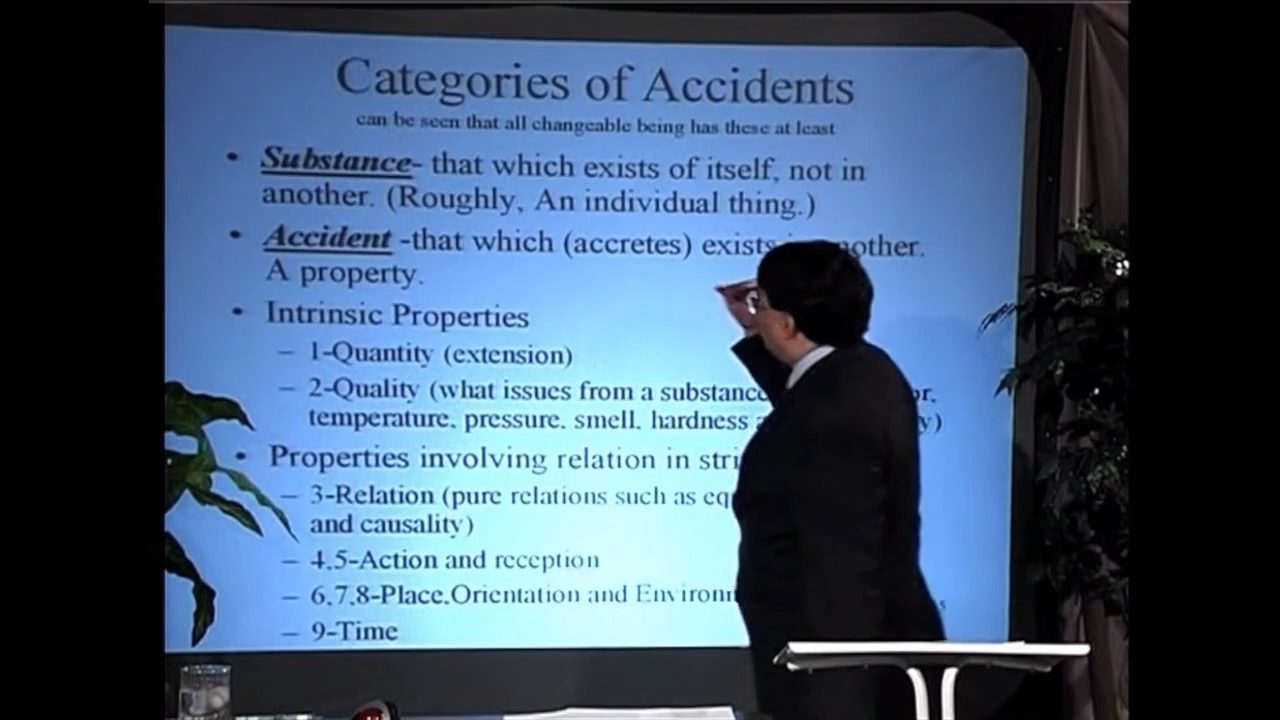 Categories of Accidents
can be seen that all changeable being has these at least
• Substance- that which exists of itself, not in
another. (Roughly, An individual thing.)
• Accident -that which (accretes) exists other.
A property.
• Intrinsic Properties
– 1-Quantity (extension)
– 2-Quality (what issues from a substance
temperature, pressure, smell, hardness
• Properties involving relation in
– 3-Relation (pure relations such as
and causality)
– 4,5-Action and reception
– 6,7,8-Place,Orientation and
– 9-Time